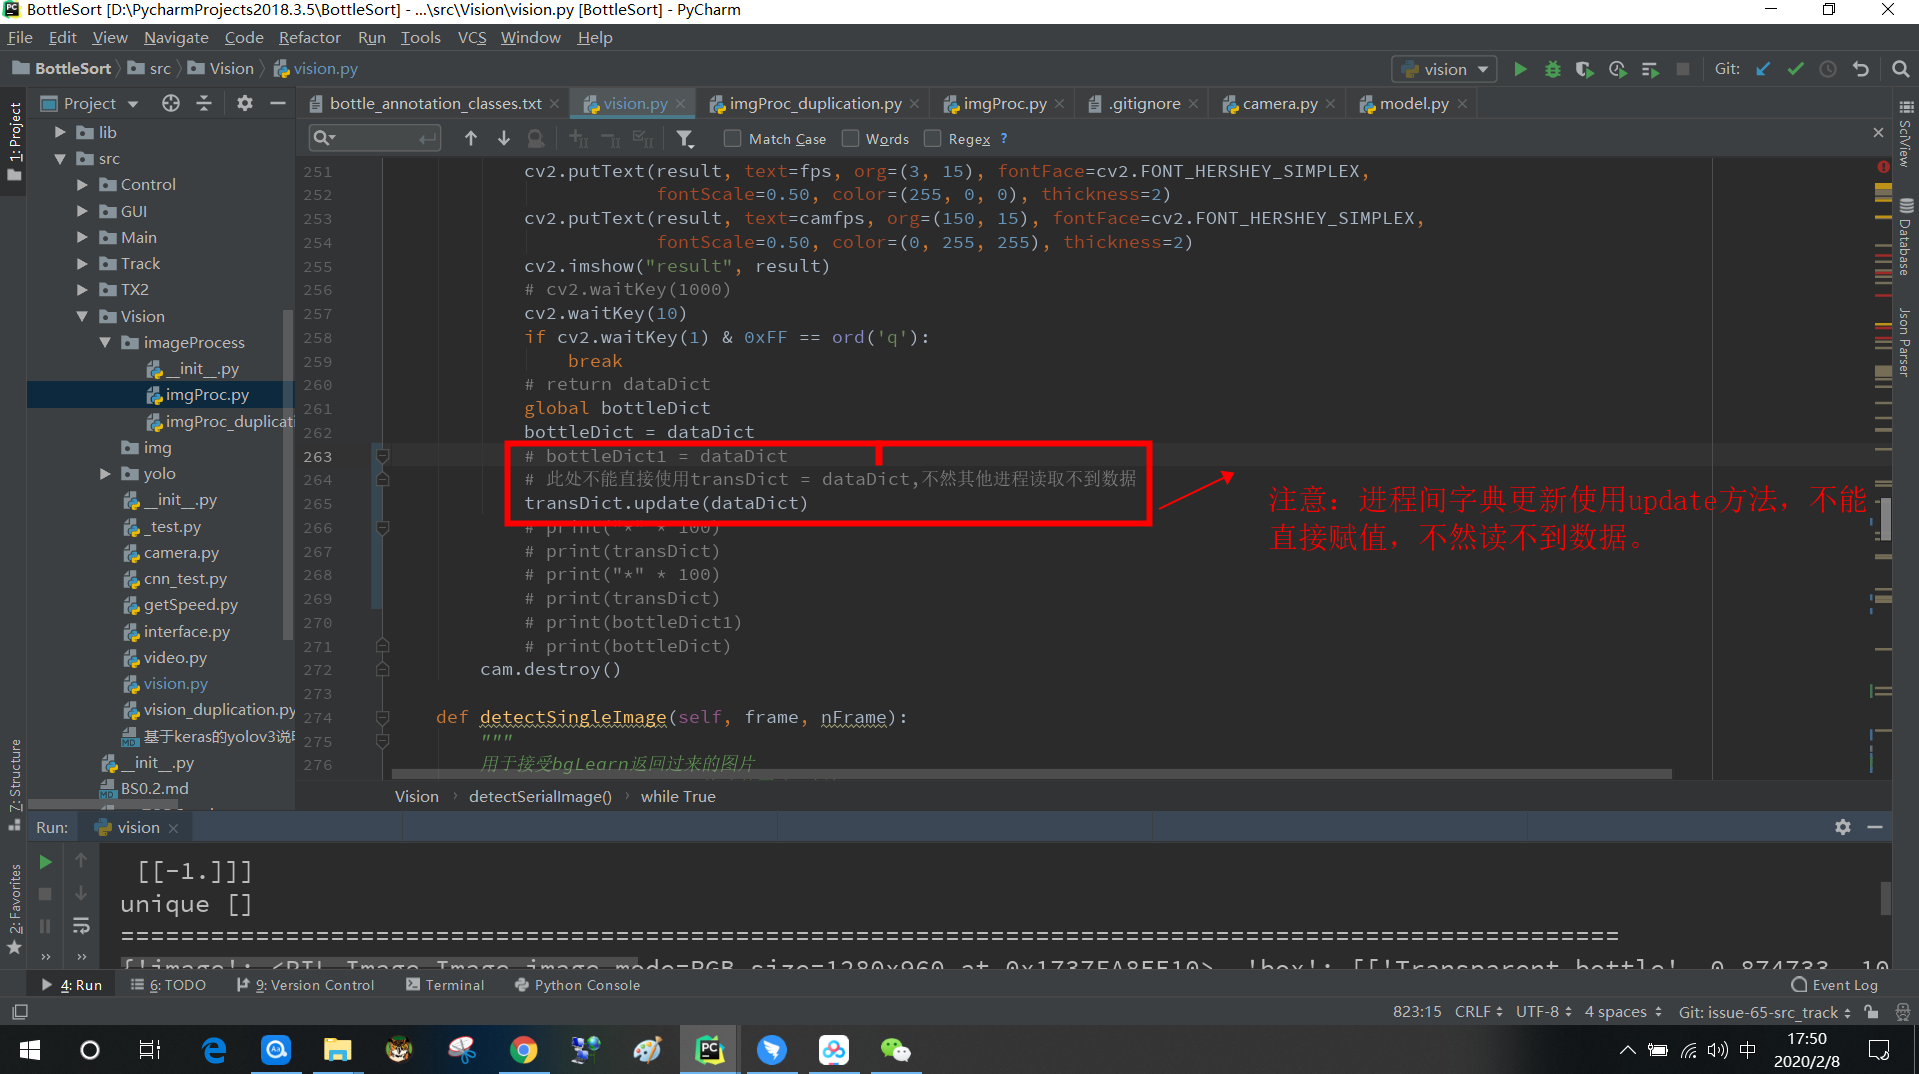 BottleSort [D:\PycharmProjects2018.3.5\BottleSort] - ...\src\Vision\vision.py [BottleSort] - PyCharm
File Edit View Navigate Code Refactor Run Tools VCS Window Help
BottleSort src Vision vision.py
vision Git:
1: Project
Project
bottle_annotation_classes.txt vision.py imgProc_duplication.py imgProc.py .gitignore camera.py model.py
Match Case Words Regex ?
lib
src
Control
GUI
Main
Track
TX2
Vision
imageProcess
__init__.py
imgProc.py
imgProc_duplicati
img
yolo
__init__.py
_test.py
camera.py
cnn_test.py
getSpeed.py
interface.py
video.py
vision.py
vision_duplication.py
基于keras的yolov3说
__init__.py
BS0.2.md
251 cv2.putText(result, text=fps, org=(3, 15), fontFace=cv2.FONT_HERSHEY_SIMPLEX,
252 fontScale=0.50, color=(255, 0, 0), thickness=2)
253 cv2.putText(result, text=camfps, org=(150, 15), fontFace=cv2.FONT_HERSHEY_SIMPLEX,
254 fontScale=0.50, color=(0, 255, 255), thickness=2)
255 cv2.imshow("result", result)
256 # cv2.waitKey(1000)
257 cv2.waitKey(10)
258 if cv2.waitKey(1) & 0xFF == ord('q'):
259 break
260 # return dataDict
261 global bottleDict
262 bottleDict = dataDict
263 # bottleDict1 = dataDict
264 # 此处不能直接使用transDict = dataDict,不然其他进程读取不到数据
265 transDict.update(dataDict)
266 # print("*" * 100)
267 # print(transDict)
268 # print("*" * 100)
269 # print(transDict)
270 # print(bottleDict1)
271 # print(bottleDict)
272 cam.destroy()
273
274 def detectSingleImage(self, frame, nFrame):
275 """
276 用于接受bgLearn返回过来的图片
注意：进程间字典更新使用update方法，不能
直接赋值，不然读不到数据。
SciView
Database
Json Parser
Vision detectSerialImage() while True
Z: Structure
2: Favorites
Run: vision
[[-1.]]]
unique []
====================================================================================================
{'image': <PIL.Image.Image image mode=RGB size=1280x960 at 0x1737FA8FF10>, 'box': [['Transparent bottle', 0.874733, 10
4: Run 6: TODO 9: Version Control Terminal Python Console Event Log
823:15 CRLF UTF-8 4 spaces Git: issue-65-src_track
中 17:50
2020/2/8